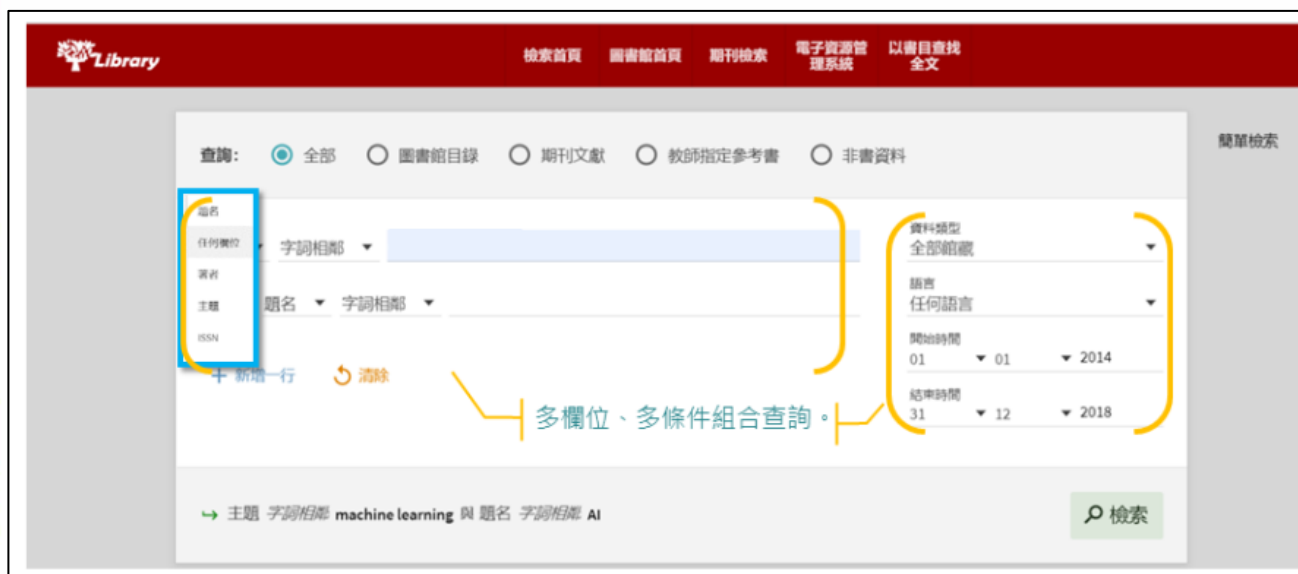 Library
檢索首頁 圖書館首頁 期刊檢索 電子資源管理系統 以書目查找全文
簡單檢索
查詢: 全部 圖書館目錄 期刊文獻 教師指定參考書 非書資料
題名
任何欄位
著者
主題
ISSN
字詞相鄰
題名 字詞相鄰
+ 新增一行 清除
資料類型
全部館藏
語言
任何語言
開始時間
01 01 2014
結束時間
31 12 2018
多欄位、多條件組合查詢。
主題 字詞相鄰 machine learning 與 題名 字詞相鄰 AI
檢索